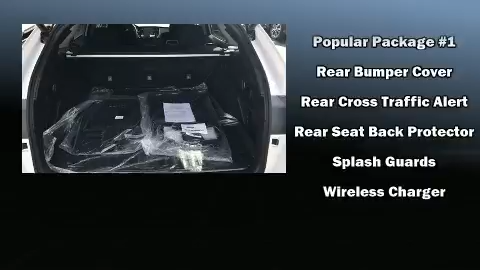 Popular Package #1
Rear Bumper Cover
Rear Cross Traffic Alert
Rear Seat Back Protector
Splash Guards
Wireless Charger